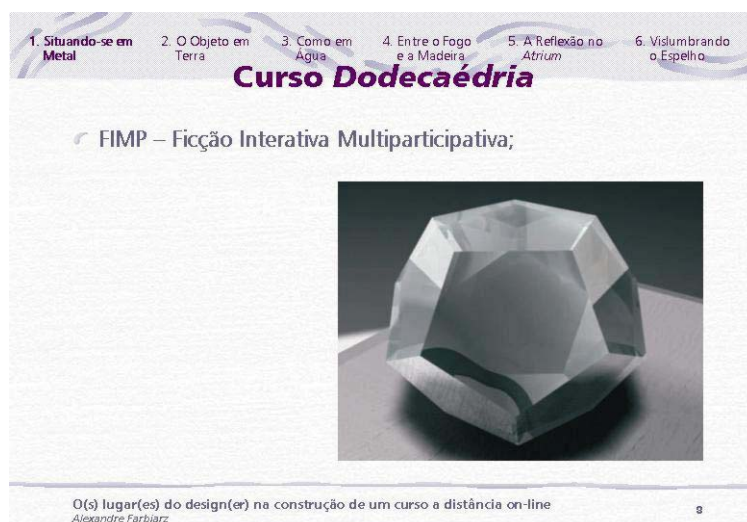 1. Situando-se em
Metal
2. O Objeto em
Terra
3. Como em
Água
4. Entre o Fogo
e a Madeira
5. A Reflexão no
Atrium
6. Vislumbrando
o Espelho
Curso Dodecaédria
FIMP – Ficção Interativa Multiparticipativa;
O(s) lugar(es) do design(er) na construção de um curso a distância on-line
Alexandre Farbiarz
8